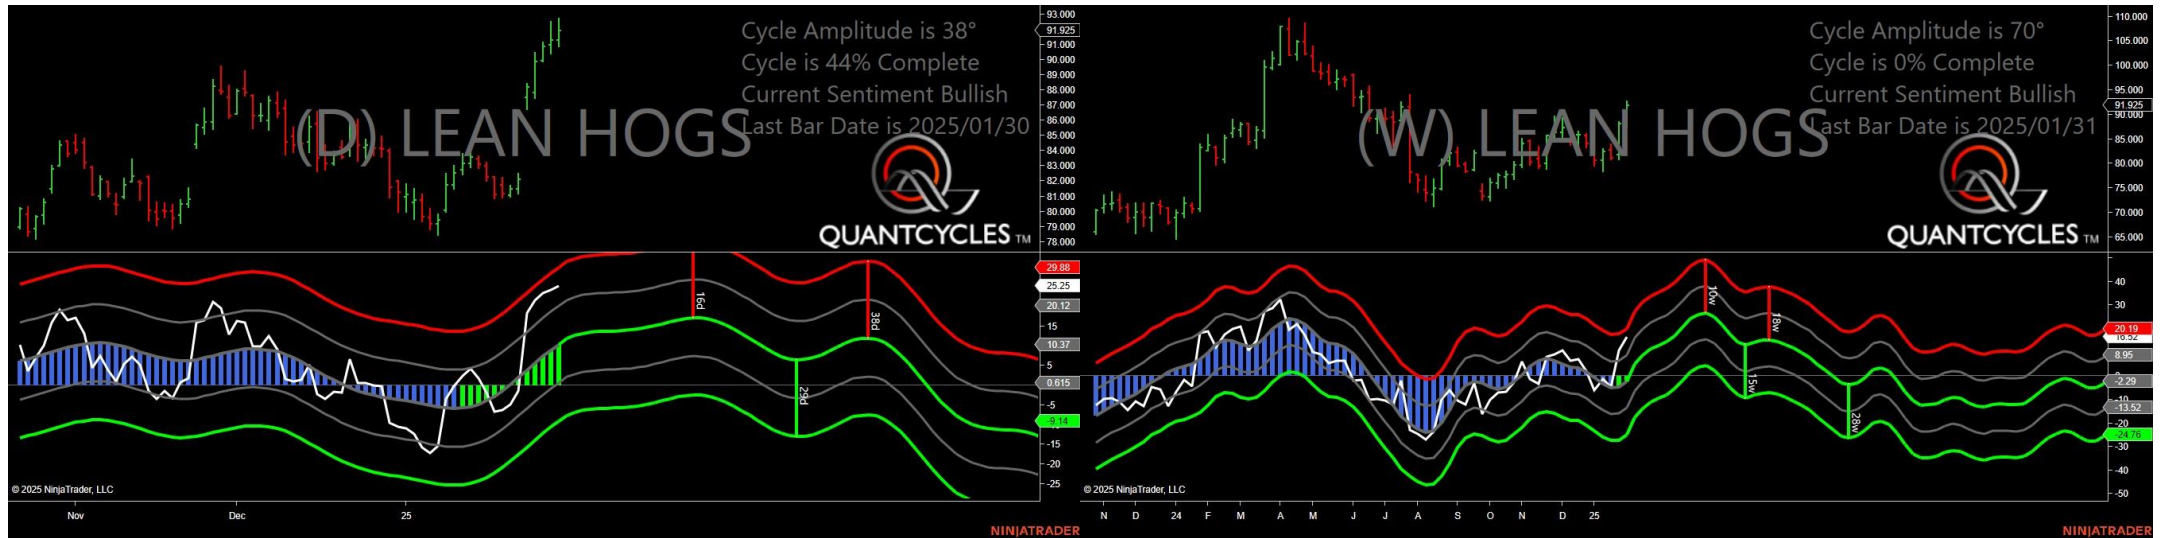 Cycle Amplitude is 38°
Cycle is 44% Complete
Current Sentiment Bullish
Last Bar Date is 2025/01/30
(D) LEAN HOGS
QUANTCYCLES TM
93.000
91.925
91.000
90.000
89.000
88.000
87.000
86.000
85.000
84.000
83.000
82.000
81.000
80.000
79.000
78.000
29.88
25.25
20.12
15
10.37
5
0.615
-5
-9.14
-15
-20
-25
16d
29d
38d
© 2025 NinjaTrader, LLC
Nov Dec 25
NINJATRADER
Cycle Amplitude is 70°
Cycle is 0% Complete
Current Sentiment Bullish
Last Bar Date is 2025/01/31
(W) LEAN HOGS
QUANTCYCLES TM
110.000
105.000
100.000
95.000
91.925
90.000
85.000
80.000
75.000
70.000
65.000
40
30
20.19
16.52
8.95
-2.29
-10
-13.52
-20
-24.76
-30
-40
-50
10w
15w
18w
28w
© 2025 NinjaTrader, LLC
N D 24 F M A M J J A S O N D 25
NINJATRADER